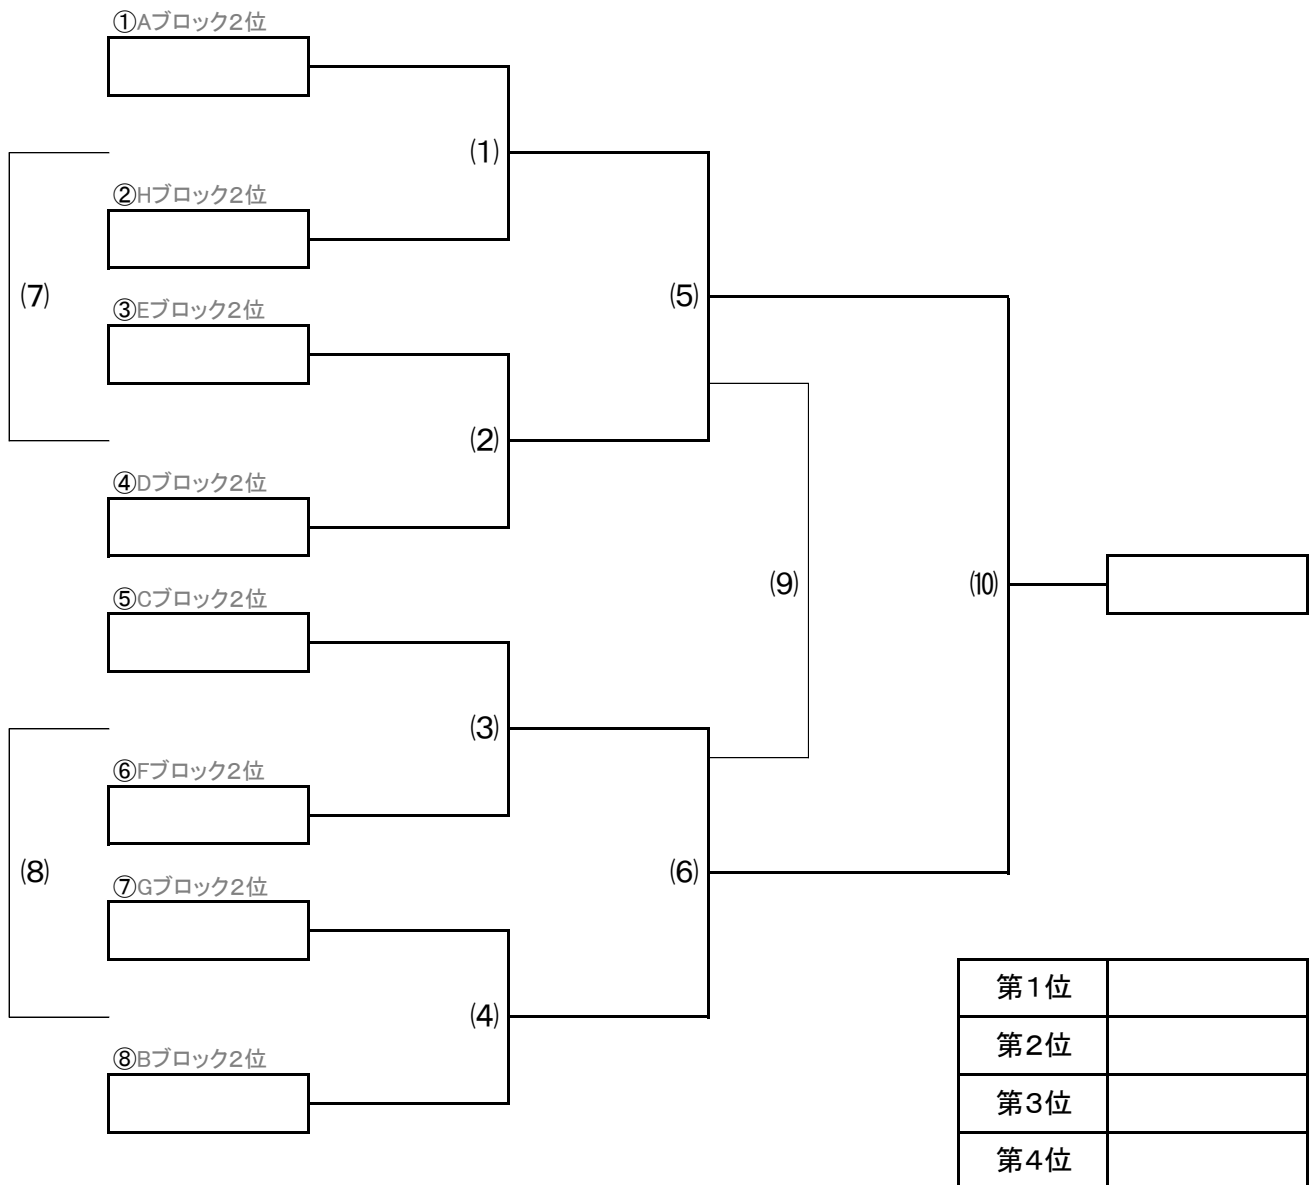 ①Aブロック2位
(1)
②Hブロック2位
(7)
(5)
③Eブロック2位
(2)
④Dブロック2位
(9)
(10)
⑤Cブロック2位
(3)
⑥Fブロック2位
(8)
(6)
⑦Gブロック2位
(4)
⑧Bブロック2位
第1位
第2位
第3位
第4位